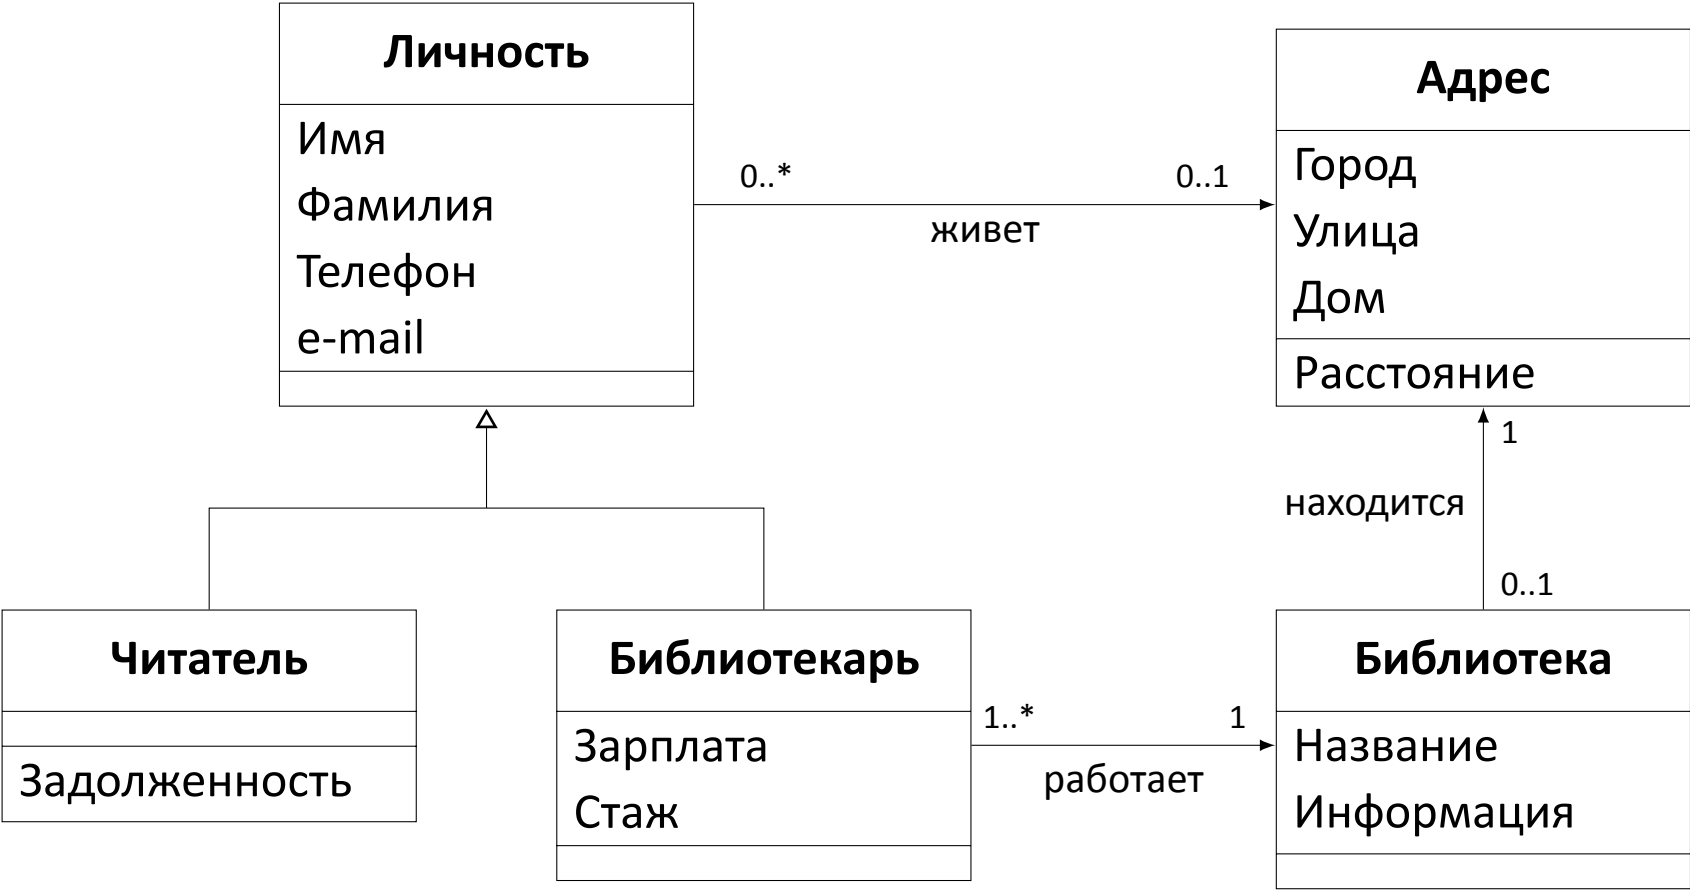 Личность
Имя
Фамилия
Телефон
e-mail
0..*
0..1
живет
Адрес
Город
Улица
Дом
Расстояние
1
находится
0..1
Читатель
Задолженность
Библиотекарь
Зарплата
Стаж
1..*
1
работает
Библиотека
Название
Информация